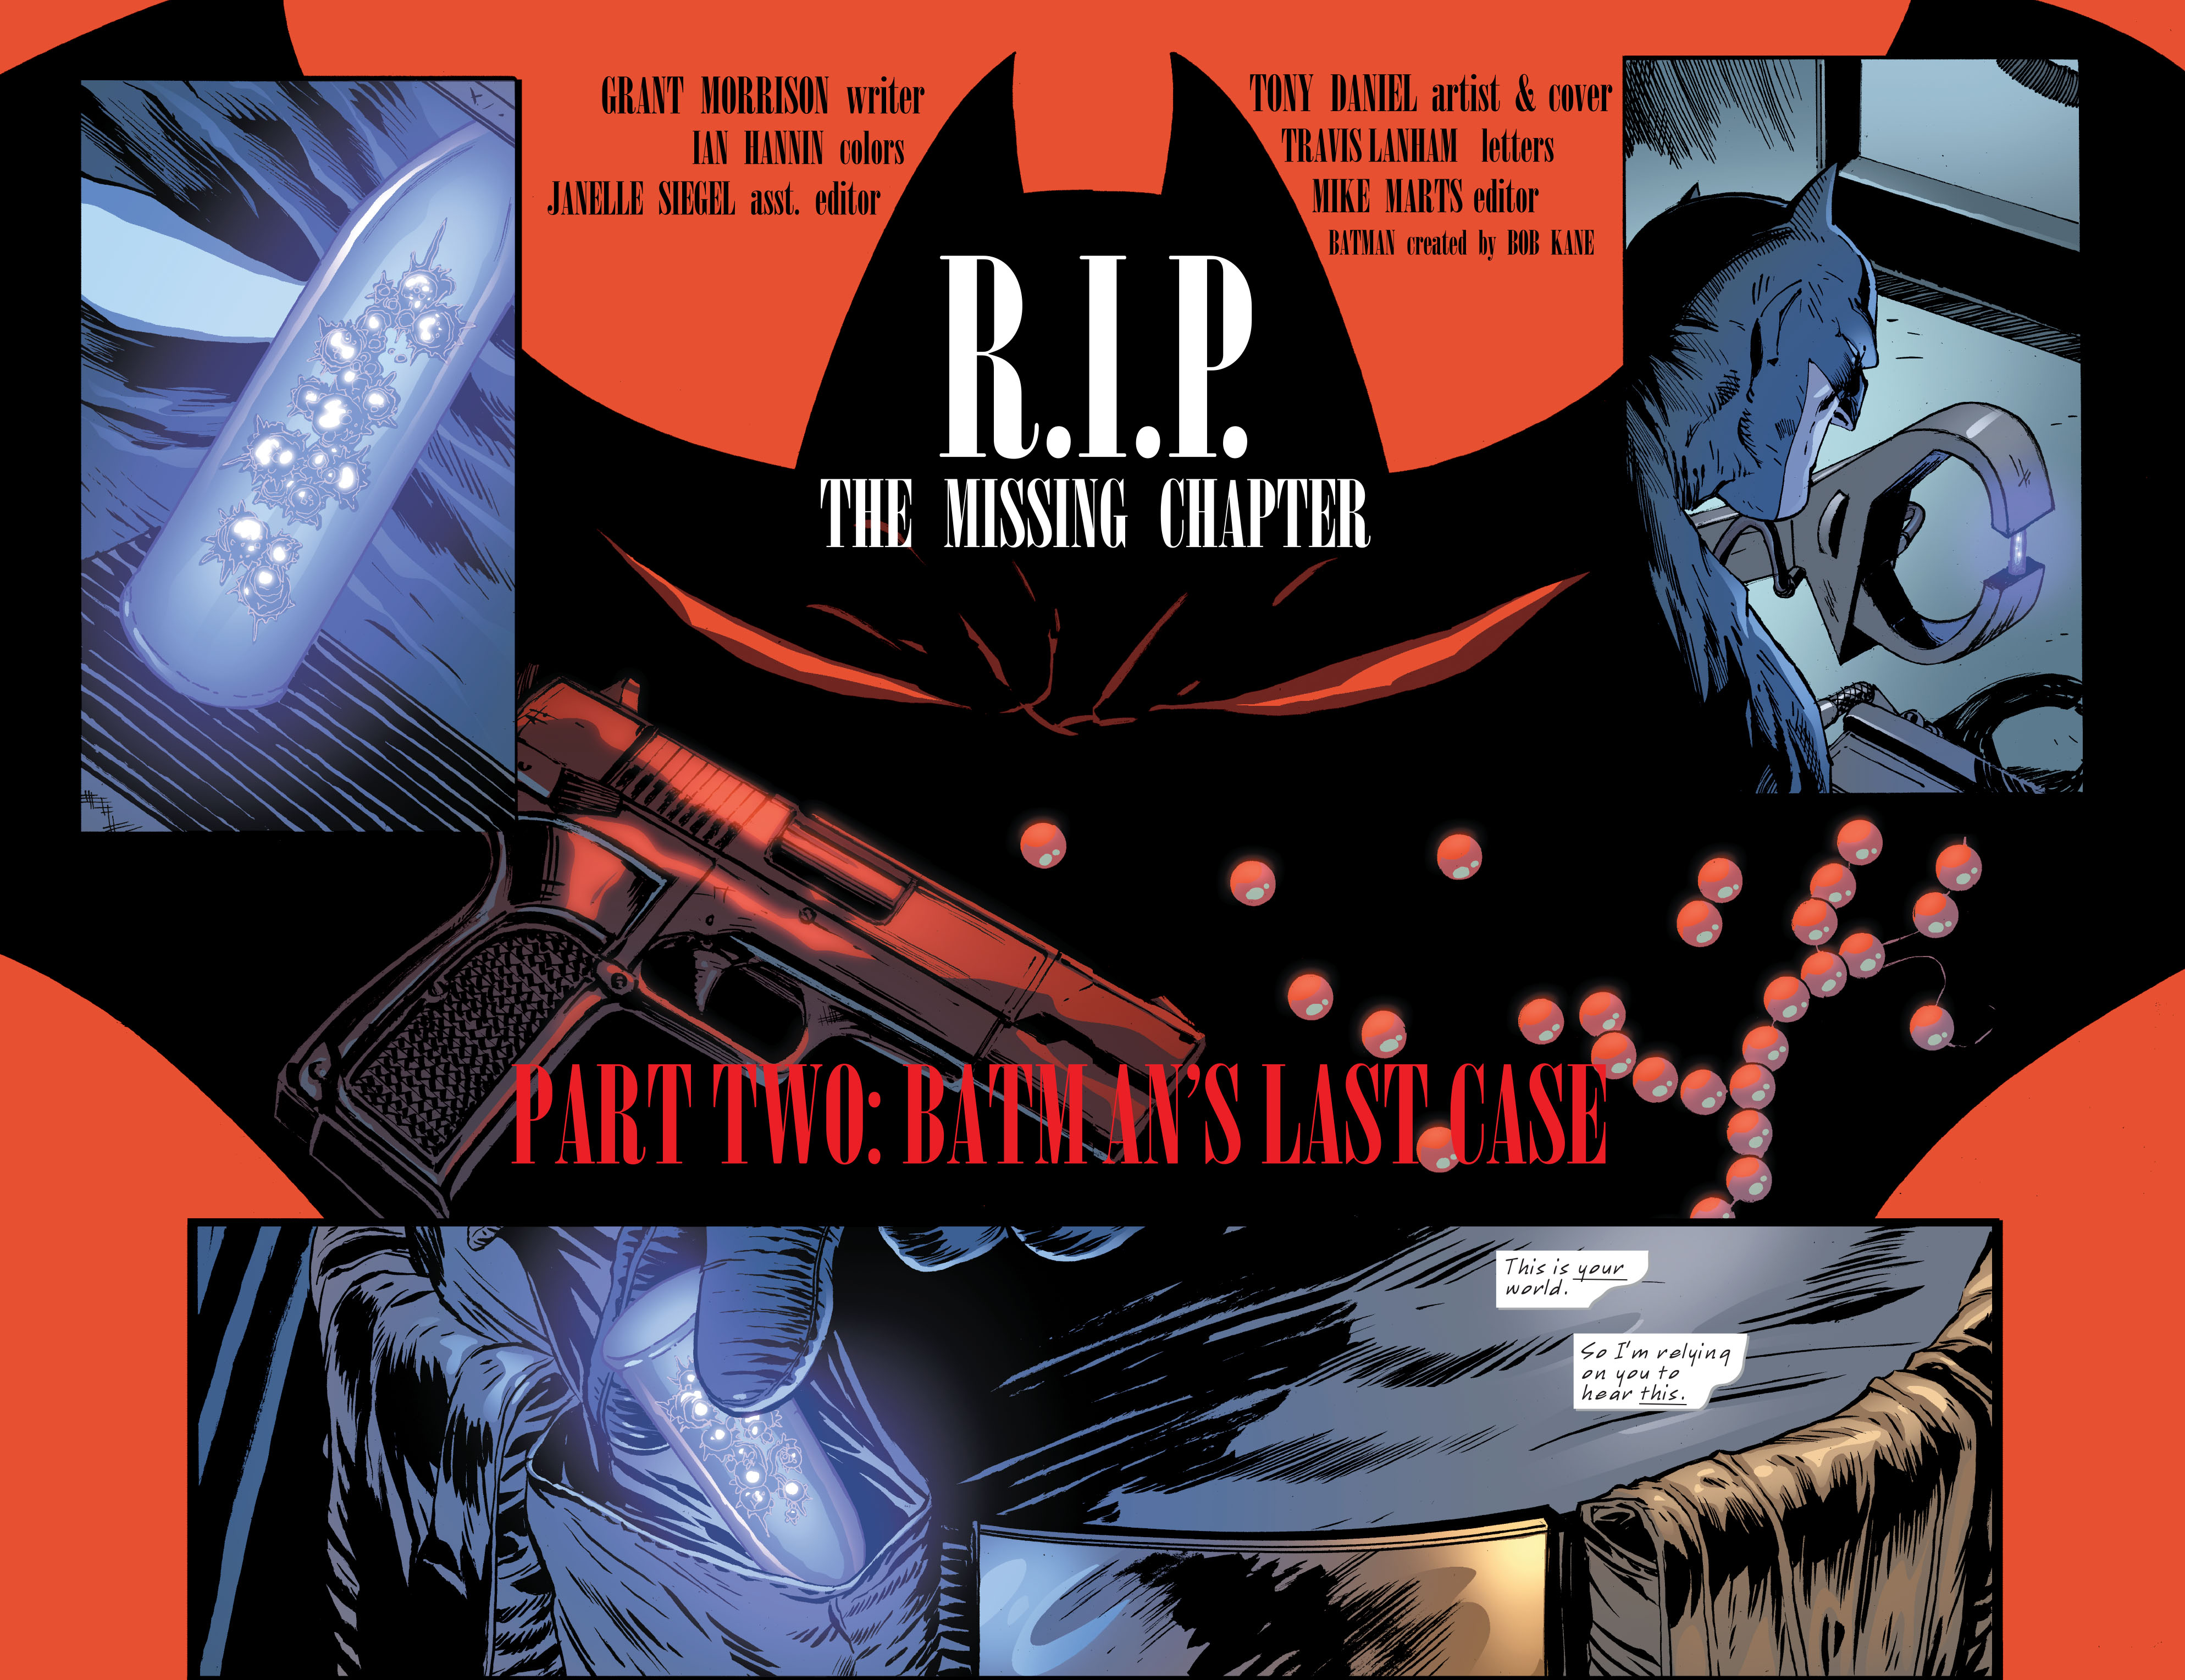 GRANT MORRISON writer
IAN HANNIN colors
JANELLE SIEGEL asst. editor
TONY DANIEL artist & cover
TRAVIS LANHAM letters
MIKE MARTS editor
BATMAN created by BOB KANE
R.I.P.
THE MISSING CHAPTER
PART TWO: BATMAN'S LAST CASE
This is your
world.
So I'm relying
on you to
hear this.